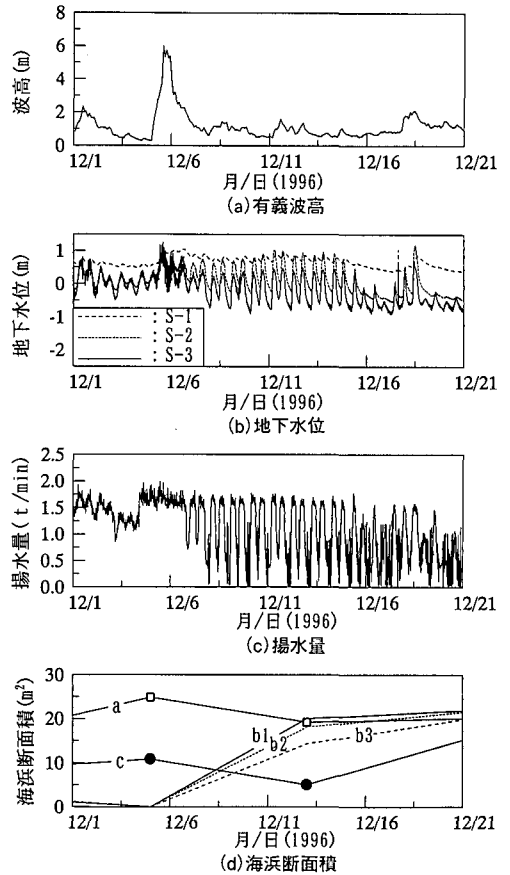 8
6
4
2
0
波高(m)
12/1 12/6 12/11 12/16 12/21
月/日(1996)
(a)有義波高
1
0
-1
-2
地下水位(m)
: S-1
: S-2
: S-3
12/1 12/6 12/11 12/16 12/21
月/日(1996)
(b)地下水位
2.5
2.0
1.5
1.0
0.5
0.0
揚水量(t/min)
12/1 12/6 12/11 12/16 12/21
月/日(1996)
(c)揚水量
30
20
10
0
海浜断面積(m²)
a
b1
b2
b3
c
12/1 12/6 12/11 12/16 12/21
月/日(1996)
(d)海浜断面積